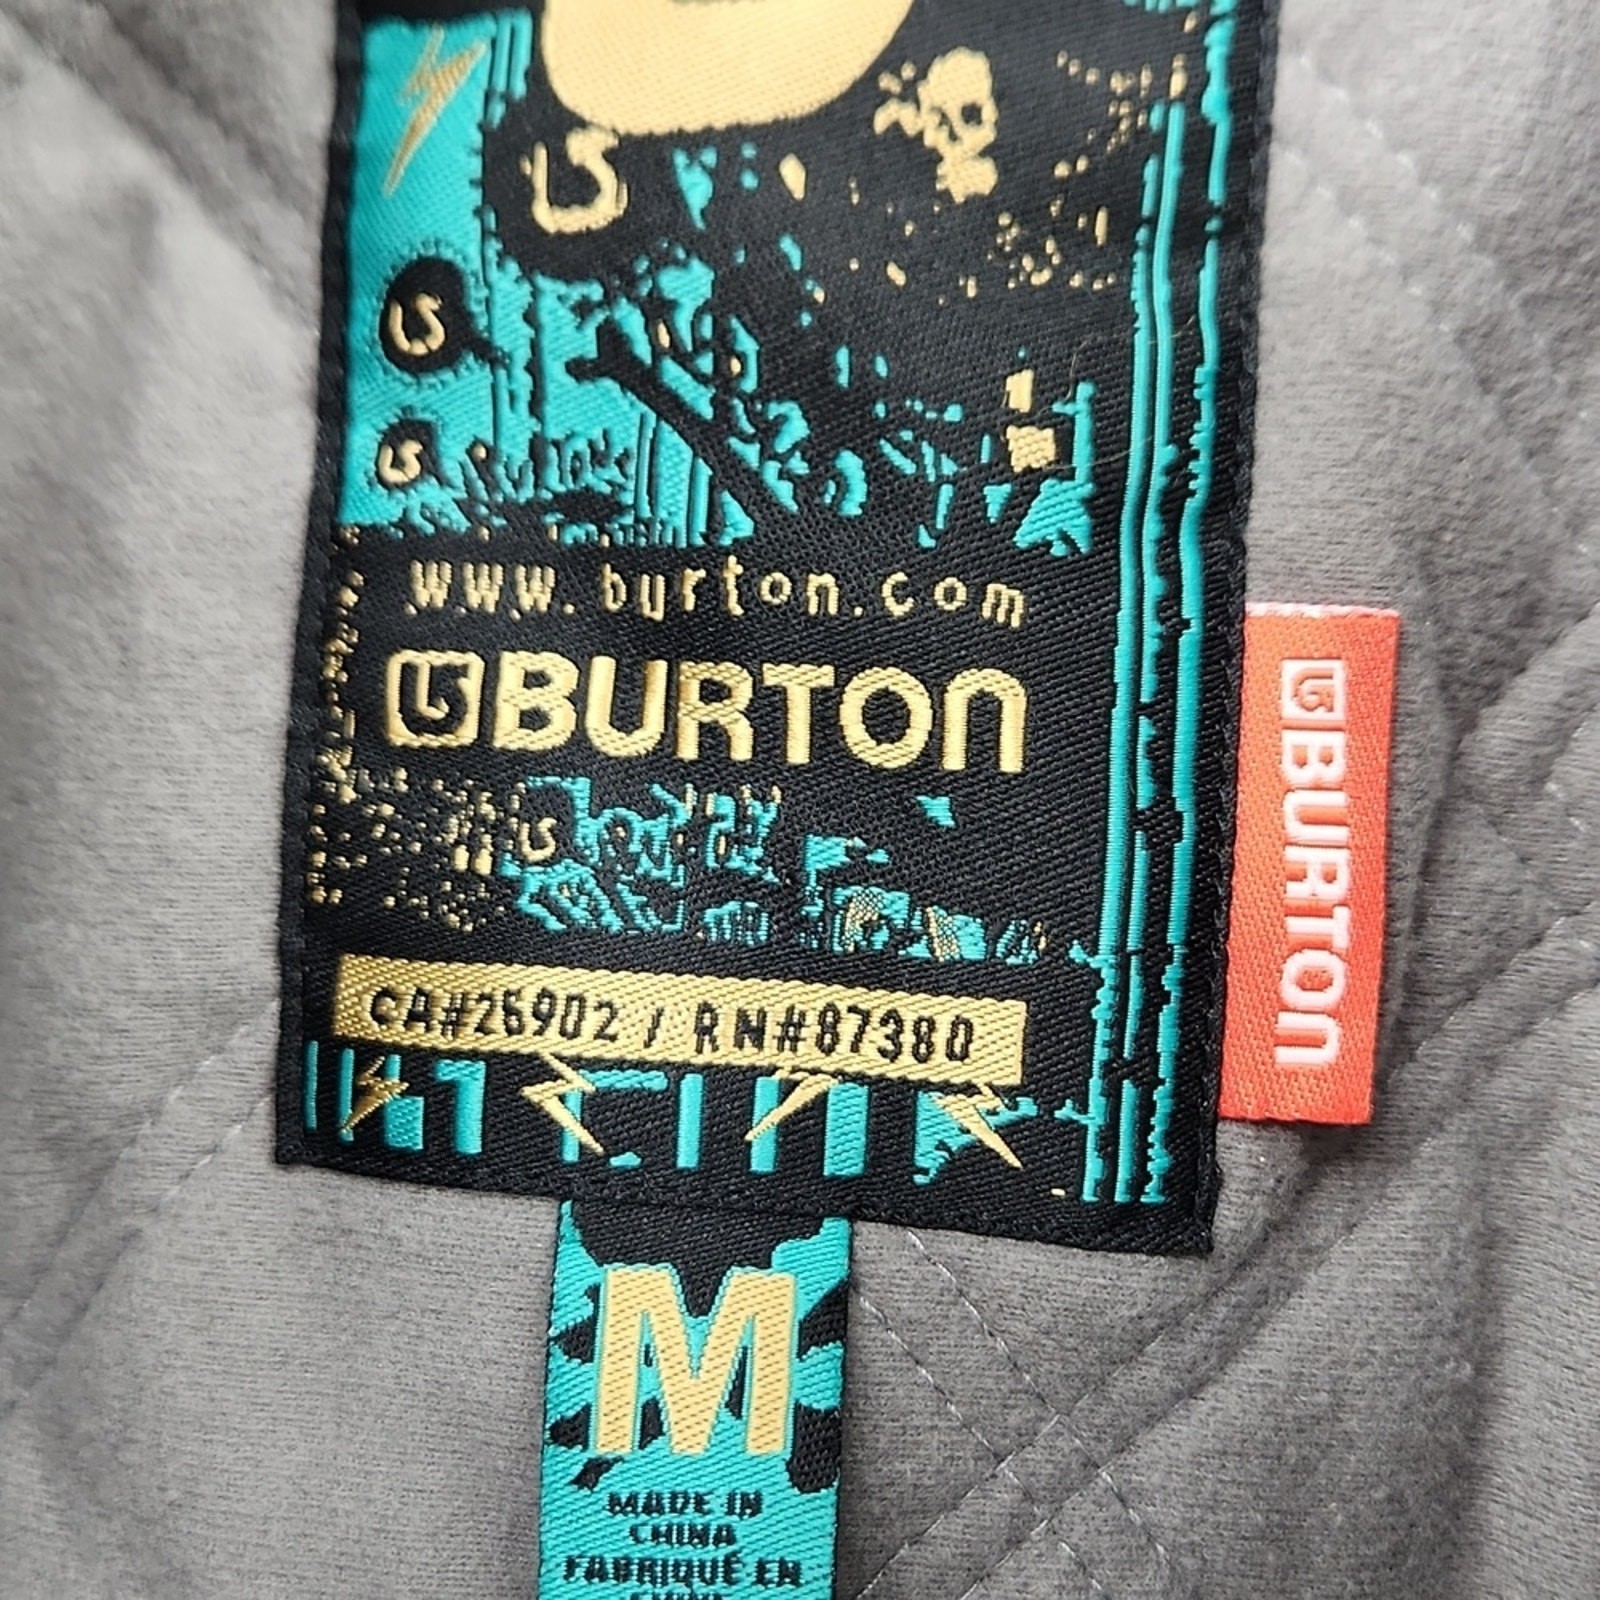 www.burton.com
BURTON
BURTON
CA#26902 / RN#87380
M
MADE IN
CHINA
FABRIQUÉ EN